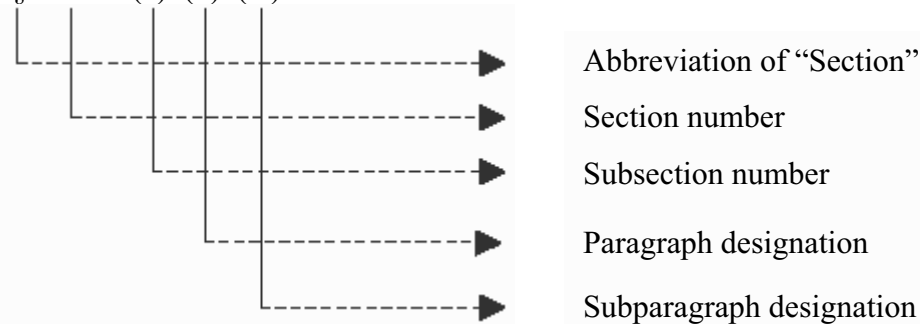 Abbreviation of “Section”
Section number
Subsection number
Paragraph designation
Subparagraph designation